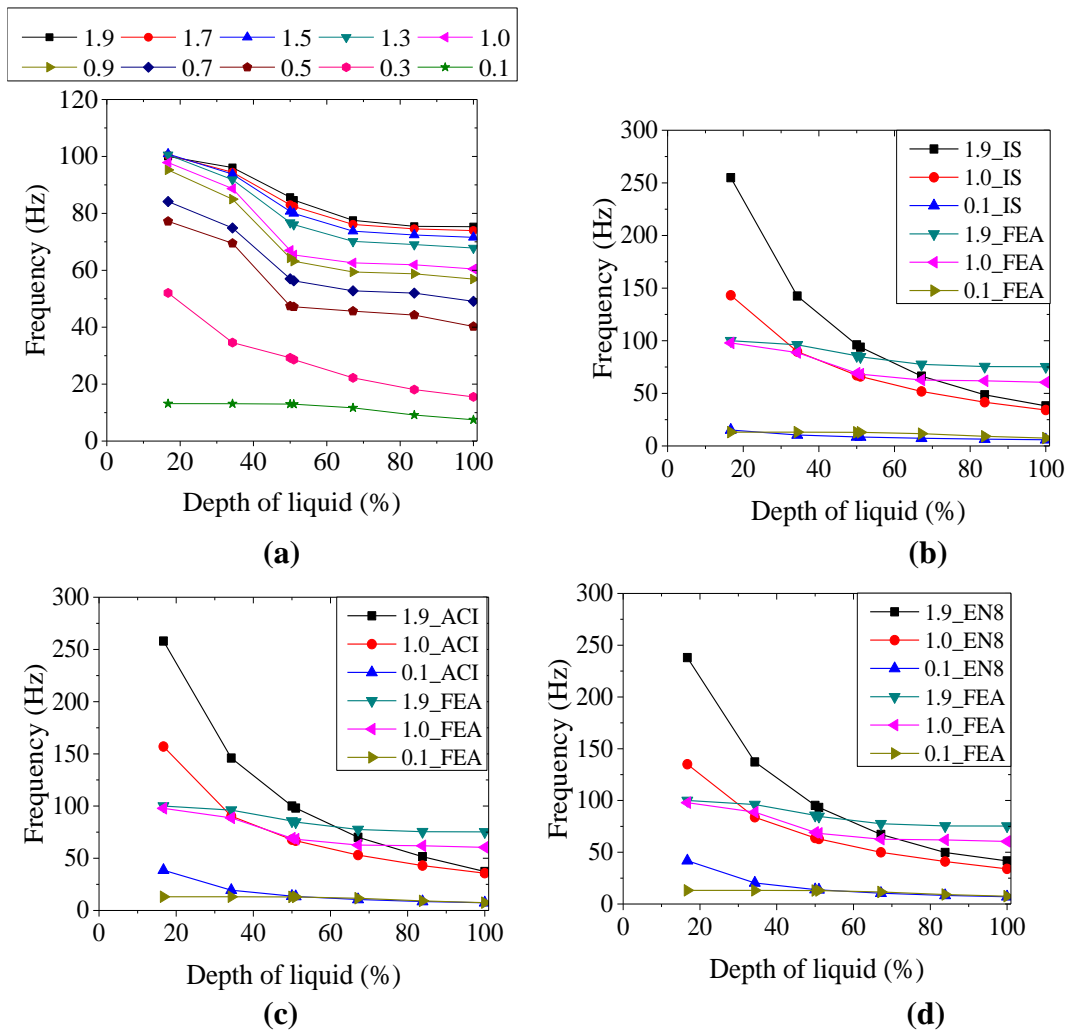 1.9 1.7 1.5 1.3 1.0
0.9 0.7 0.5 0.3 0.1
120
100
80
60
40
20
0
0 20 40 60 80 100
Frequency (Hz)
Depth of liquid (%)
(a)
300
250
200
150
100
50
0
0 20 40 60 80 100
Frequency (Hz)
Depth of liquid (%)
1.9_IS
1.0_IS
0.1_IS
1.9_FEA
1.0_FEA
0.1_FEA
(b)
300
250
200
150
100
50
0
0 20 40 60 80 100
Frequency (Hz)
Depth of liquid (%)
1.9_ACI
1.0_ACI
0.1_ACI
1.9_FEA
1.0_FEA
0.1_FEA
(c)
300
250
200
150
100
50
0
0 20 40 60 80 100
Frequency (Hz)
Depth of liquid (%)
1.9_EN8
1.0_EN8
0.1_EN8
1.9_FEA
1.0_FEA
0.1_FEA
(d)